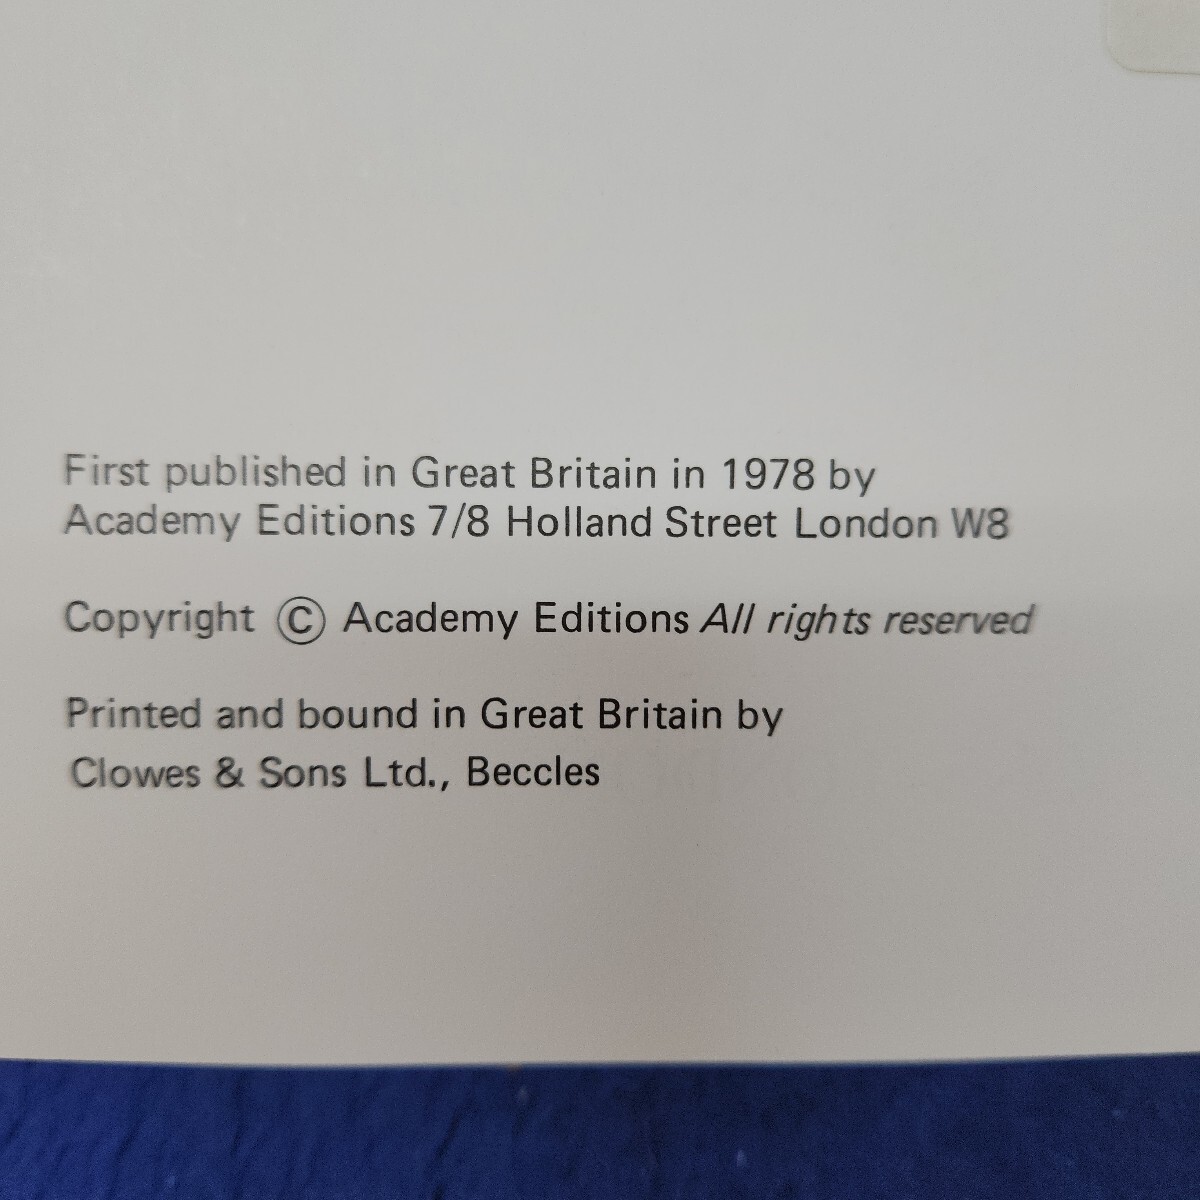 First published in Great Britain in 1978 by
Academy Editions 7/8 Holland Street London W8
Copyright © Academy Editions All rights reserved
Printed and bound in Great Britain by
Clowes & Sons Ltd., Beccles